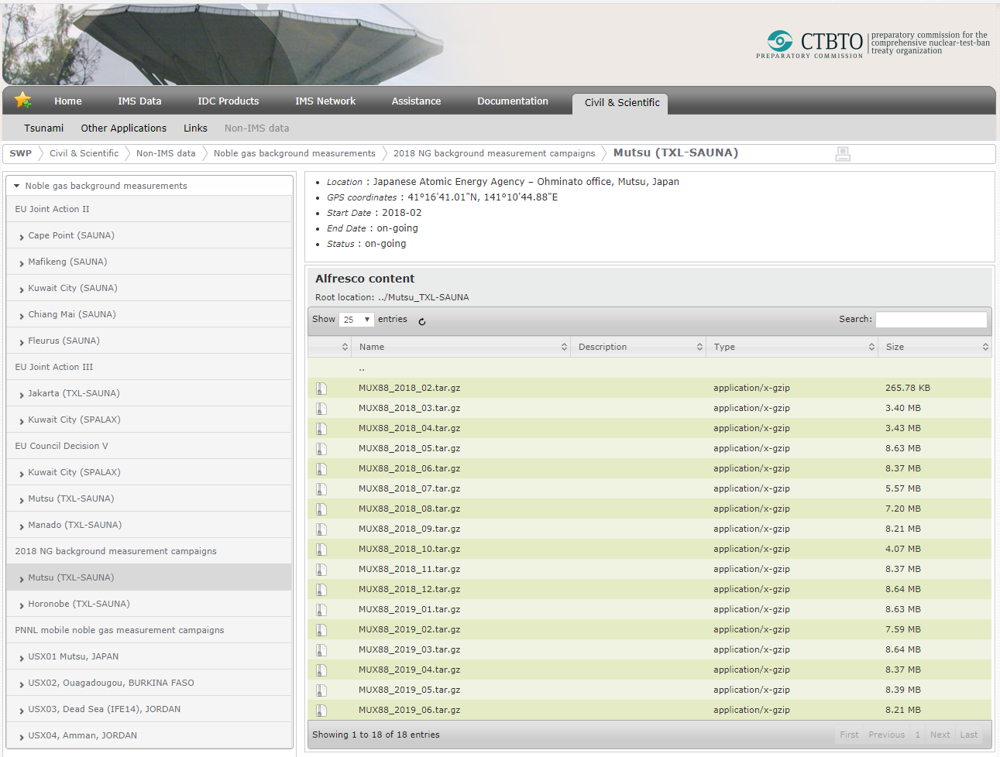 CTBTO
PREPARATORY COMMISSION
preparatory commission for the
comprehensive nuclear-test-ban
treaty organization
Home IMS Data IDC Products IMS Network Assistance Documentation Civil & Scientific
Tsunami Other Applications Links Non-IMS data
SWP Civil & Scientific Non-IMS data Noble gas background measurements 2018 NG background measurement campaigns Mutsu (TXL-SAUNA)
Noble gas background measurements
EU Joint Action II
Cape Point (SAUNA)
Mafikeng (SAUNA)
Kuwait City (SAUNA)
Chiang Mai (SAUNA)
Fleurus (SAUNA)
EU Joint Action III
Jakarta (TXL-SAUNA)
Kuwait City (SPALAX)
EU Council Decision V
Kuwait City (SPALAX)
Mutsu (TXL-SAUNA)
Manado (TXL-SAUNA)
2018 NG background measurement campaigns
Mutsu (TXL-SAUNA)
Horonobe (TXL-SAUNA)
PNNL mobile noble gas measurement campaigns
USX01 Mutsu, JAPAN
USX02, Ouagadougou, BURKINA FASO
USX03, Dead Sea (IFE14), JORDAN
USX04, Amman, JORDAN
• Location : Japanese Atomic Energy Agency – Ohminato office, Mutsu, Japan
• GPS coordinates : 41°16'41.01"N, 141°10'44.88"E
• Start Date : 2018-02
• End Date : on-going
• Status : on-going
Alfresco content
Root location: ../Mutsu_TXL-SAUNA
Show 25 entries Search:
Name Description Type Size
..
MUX88_2018_02.tar.gz application/x-gzip 265.78 KB
MUX88_2018_03.tar.gz application/x-gzip 3.40 MB
MUX88_2018_04.tar.gz application/x-gzip 3.43 MB
MUX88_2018_05.tar.gz application/x-gzip 8.63 MB
MUX88_2018_06.tar.gz application/x-gzip 8.37 MB
MUX88_2018_07.tar.gz application/x-gzip 5.57 MB
MUX88_2018_08.tar.gz application/x-gzip 7.20 MB
MUX88_2018_09.tar.gz application/x-gzip 8.21 MB
MUX88_2018_10.tar.gz application/x-gzip 4.07 MB
MUX88_2018_11.tar.gz application/x-gzip 8.37 MB
MUX88_2018_12.tar.gz application/x-gzip 8.64 MB
MUX88_2019_01.tar.gz application/x-gzip 8.63 MB
MUX88_2019_02.tar.gz application/x-gzip 7.59 MB
MUX88_2019_03.tar.gz application/x-gzip 8.64 MB
MUX88_2019_04.tar.gz application/x-gzip 8.37 MB
MUX88_2019_05.tar.gz application/x-gzip 8.39 MB
MUX88_2019_06.tar.gz application/x-gzip 8.21 MB
Showing 1 to 18 of 18 entries First Previous 1 Next Last